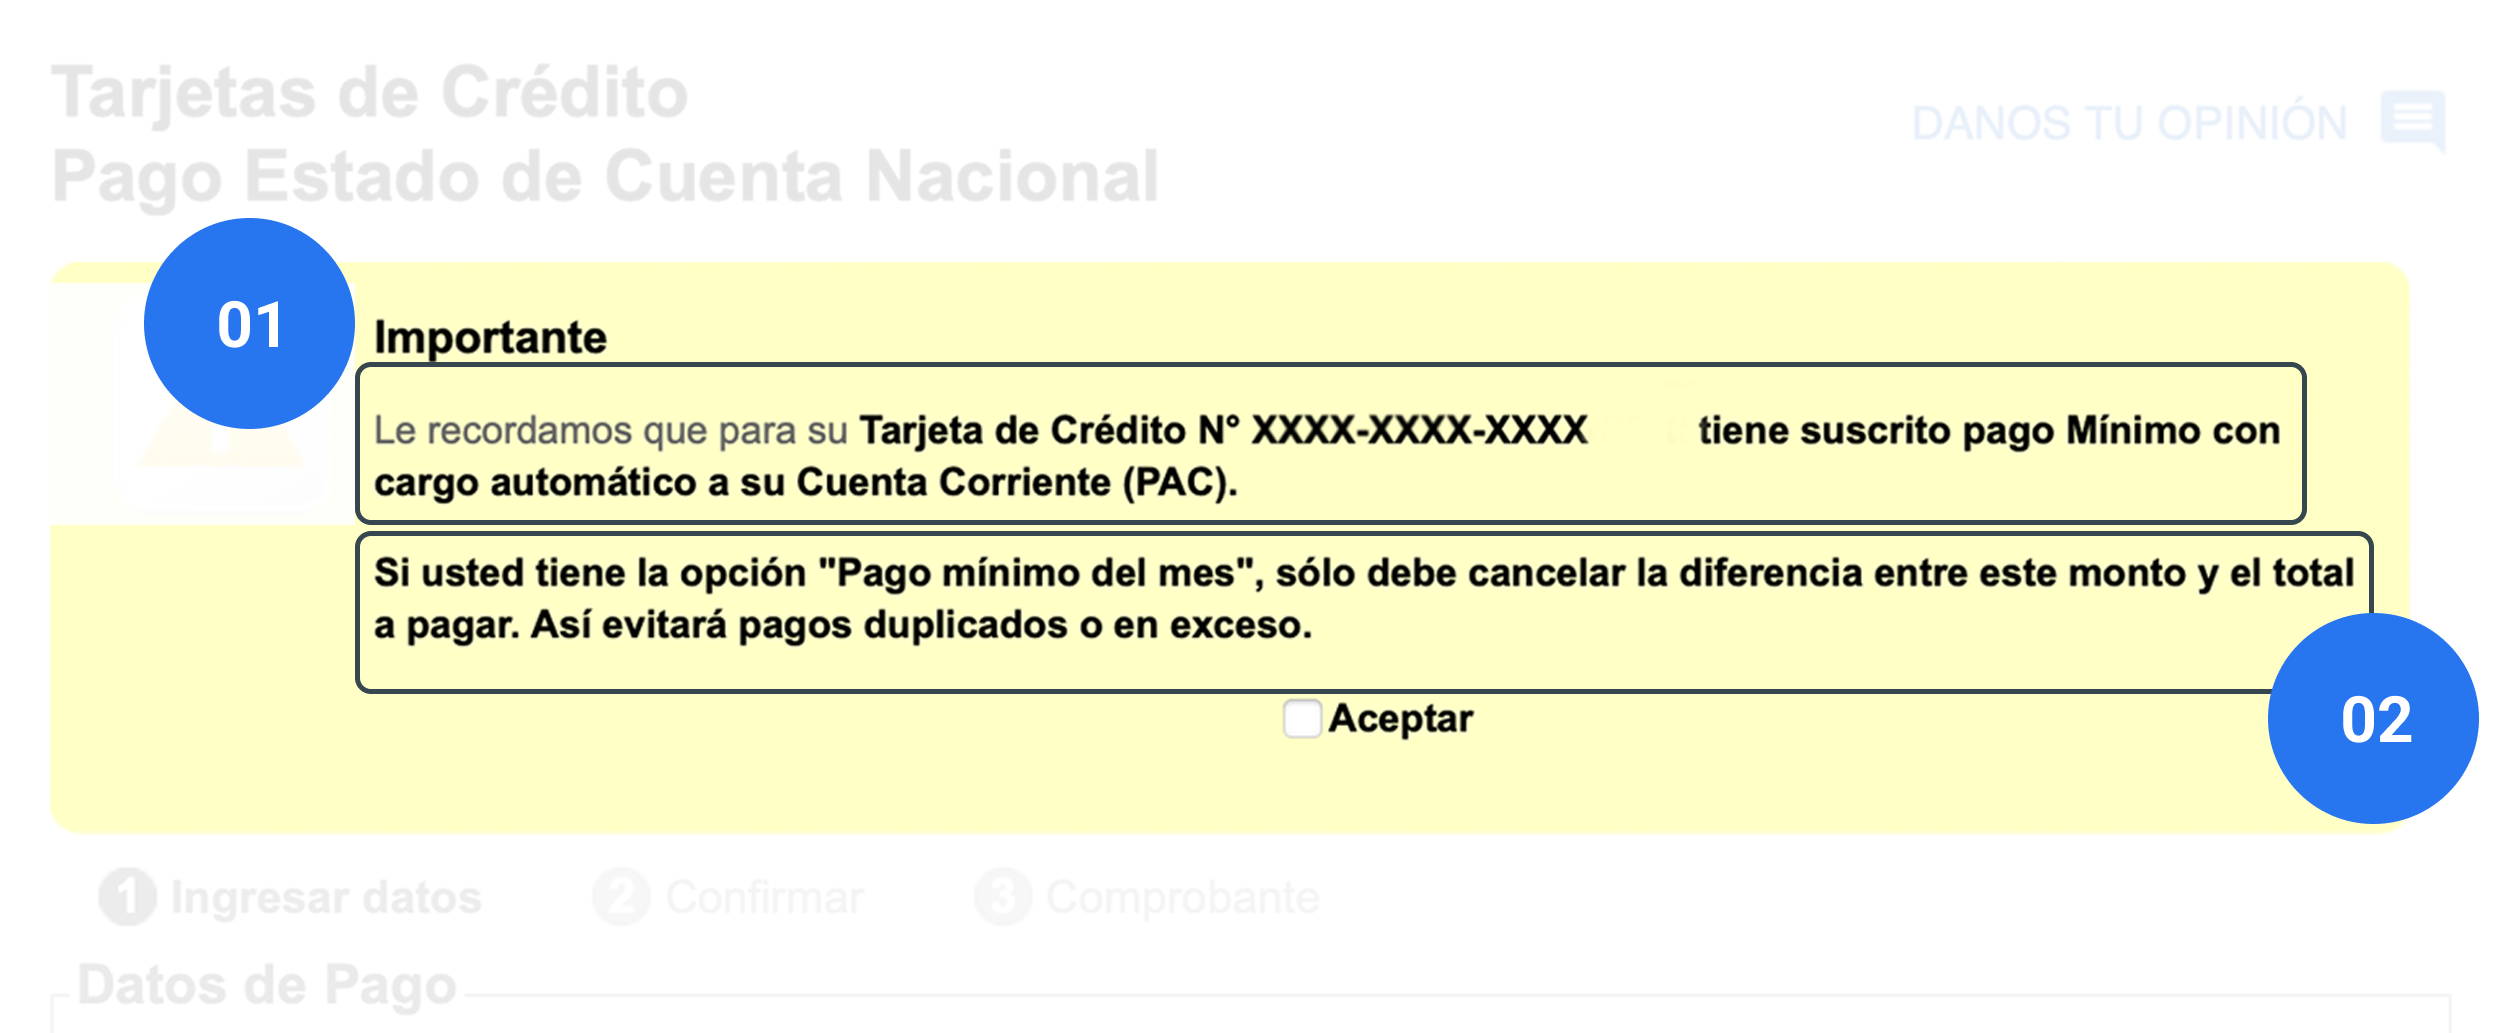 Tarjetas de Crédito
DANOS TU OPINIÓN
Pago Estado de Cuenta Nacional
01
Importante
Le recordamos que para su Tarjeta de Crédito N° XXXX-XXXX-XXXX tiene suscrito pago Mínimo con
cargo automático a su Cuenta Corriente (PAC).
Si usted tiene la opción "Pago mínimo del mes", sólo debe cancelar la diferencia entre este monto y el total
a pagar. Así evitará pagos duplicados o en exceso.
Aceptar
02
1 Ingresar datos 2 Confirmar 3 Comprobante
Datos de Pago